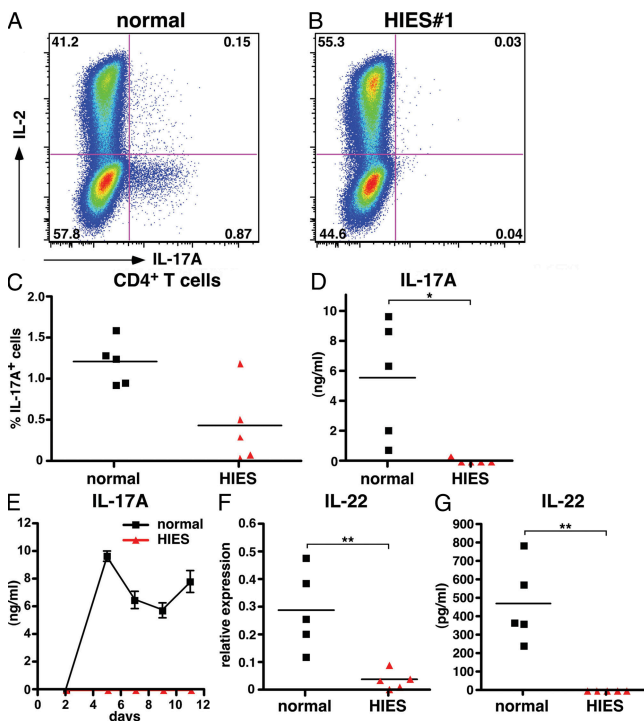 A normal
41.2 0.15
57.8 0.87
IL-2
IL-17A
B HIES#1
55.3 0.03
44.6 0.04
C CD4⁺ T cells
% IL-17A⁺ cells
2.0
1.5
1.0
0.5
0
normal HIES
D IL-17A
*
(ng/ml)
10
8
6
4
2
0
normal HIES
E IL-17A
normal
HIES
(ng/ml)
12
10
8
6
4
2
0
0 2 4 6 8 10 12
days
F IL-22
**
relative expression
0.6
0.5
0.4
0.3
0.2
0.1
0
normal HIES
G IL-22
**
(pg/ml)
900
800
700
600
500
400
300
200
100
0
normal HIES